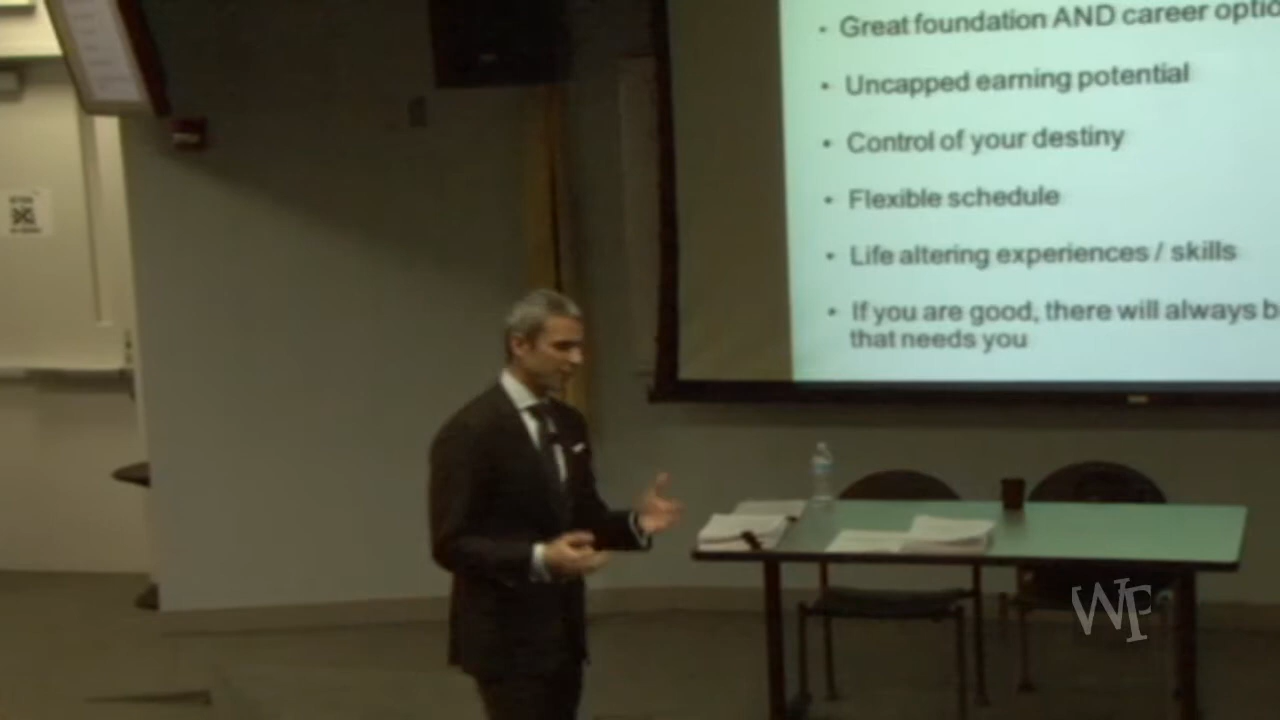 • Great foundation AND career optio
• Uncapped earning potential
• Control of your destiny
• Flexible schedule
• Life altering experiences / skills
• If you are good, there will always b
that needs you
WP